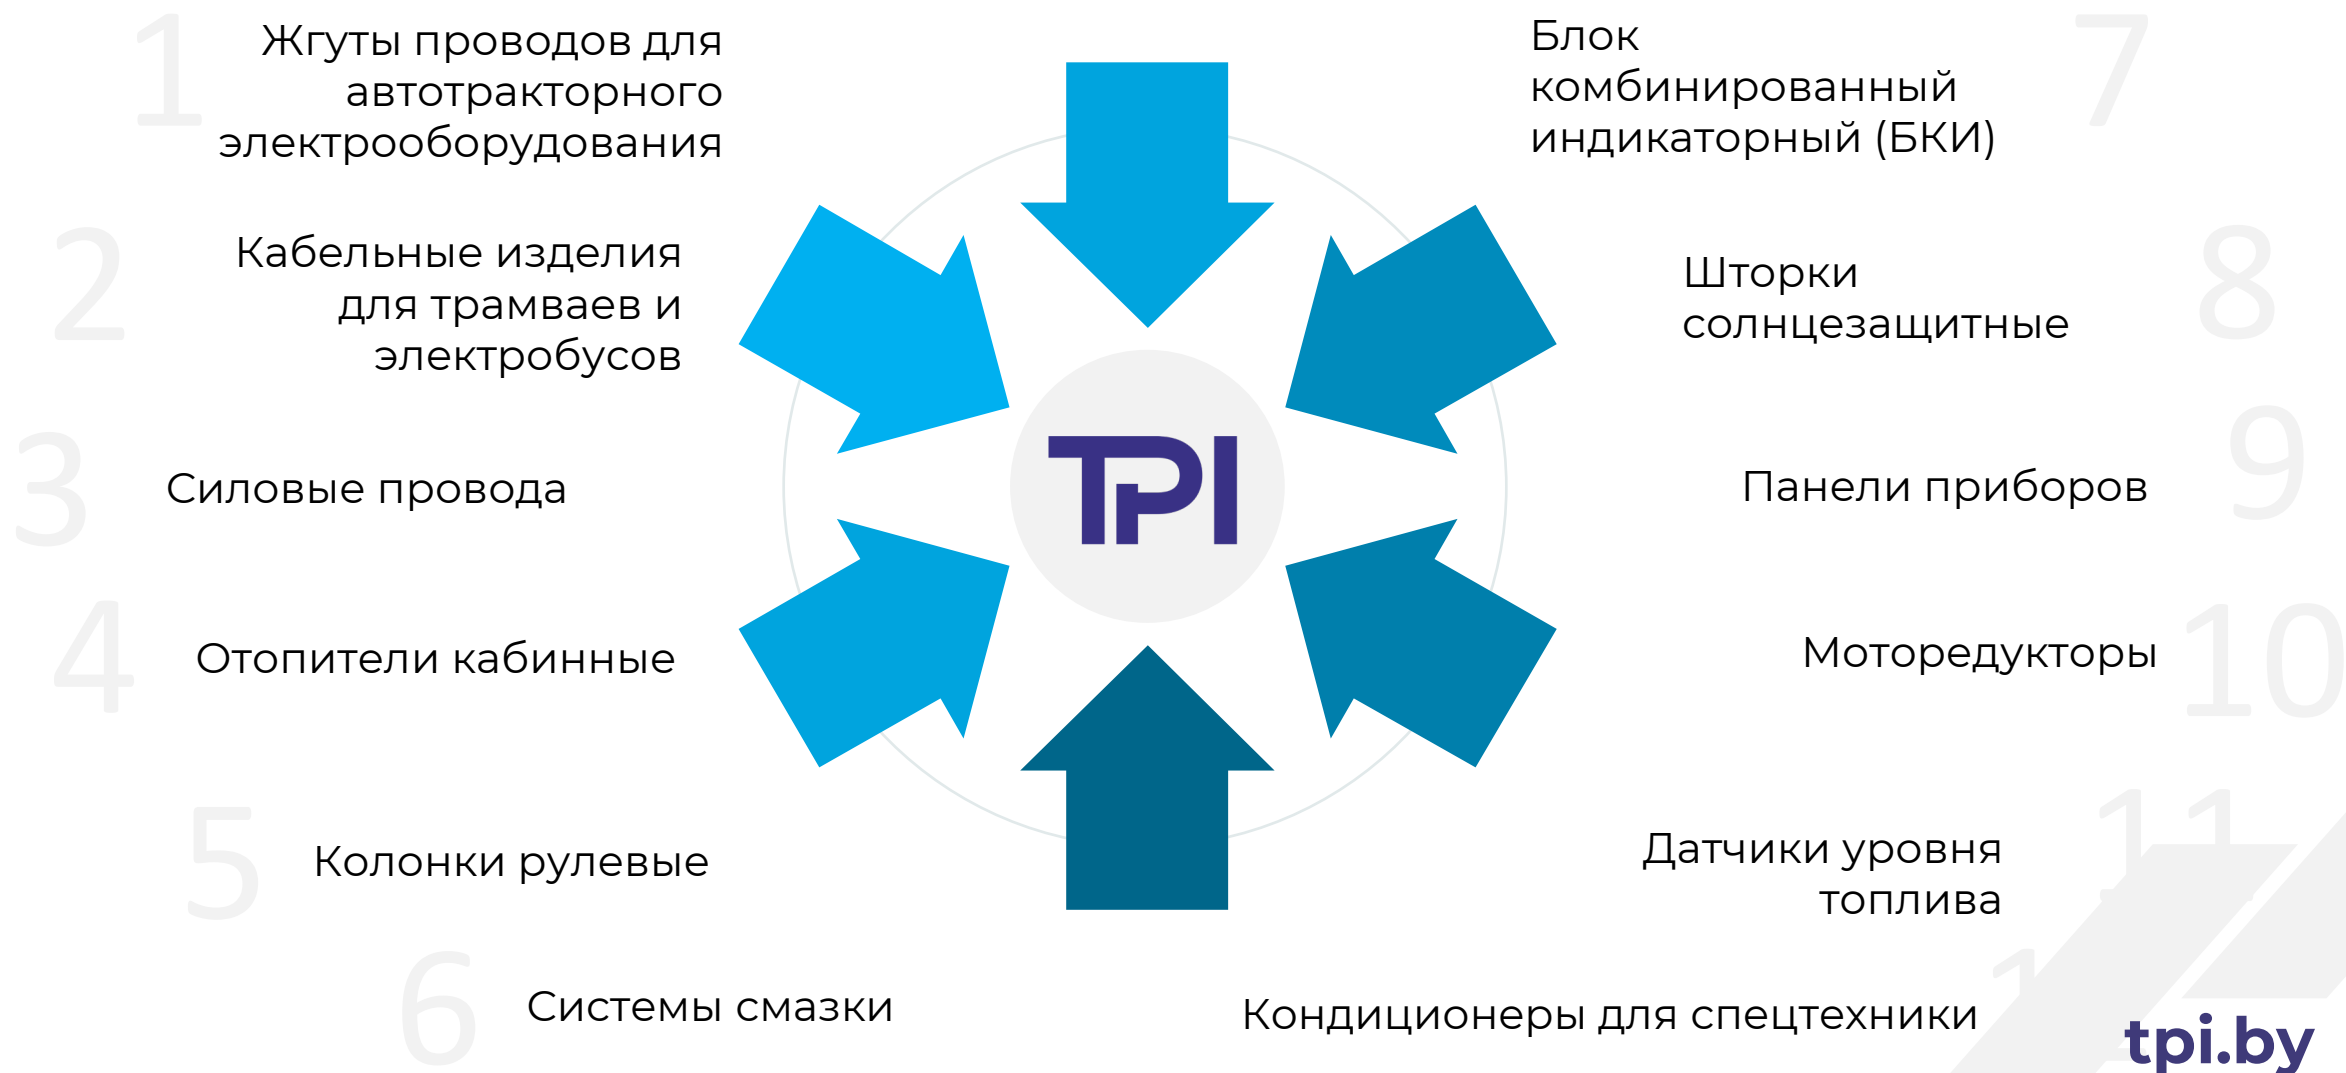 1
Жгуты проводов для
автотракторного
электрооборудования
2
Кабельные изделия
для трамваев и
электробусов
3
Силовые провода
4
Отопители кабинные
5
Колонки рулевые
6
Системы смазки
TPI
7
Блок
комбинированный
индикаторный (БКИ)
8
Шторки
солнцезащитные
9
Панели приборов
10
Моторедукторы
11
Датчики уровня
топлива
Кондиционеры для спецтехники
tpi.by